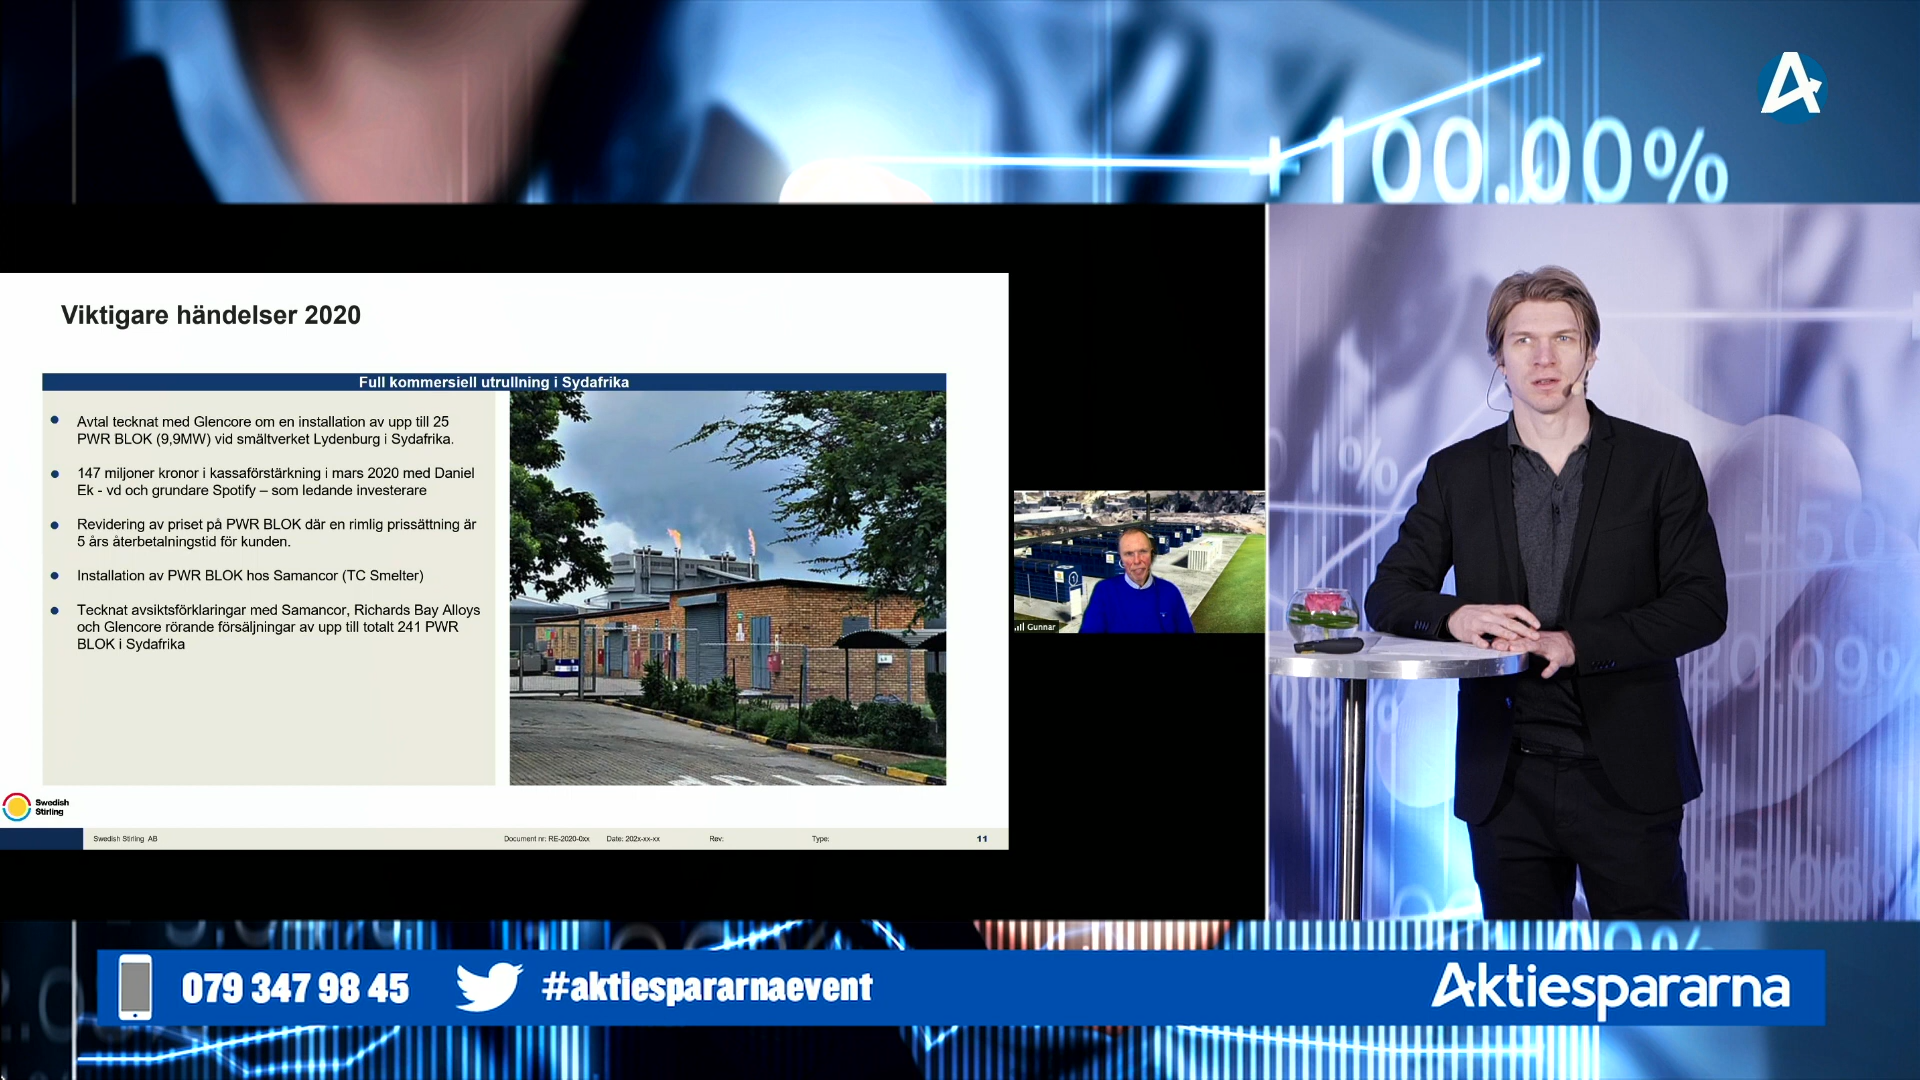 +100.00%
Viktigare händelser 2020
Full kommersiell utrullning i Sydafrika
Avtal tecknat med Glencore om en installation av upp till 25
PWR BLOK (9,9MW) vid smältverket Lydenburg i Sydafrika.
147 miljoner kronor i kassaförstärkning i mars 2020 med Daniel
Ek - vd och grundare Spotify – som ledande investerare
Revidering av priset på PWR BLOK där en rimlig prissättning är
5 års återbetalningstid för kunden.
Installation av PWR BLOK hos Samancor (TC Smelter)
Tecknat avsiktsförklaringar med Samancor, Richards Bay Alloys
och Glencore rörande försäljningar av upp till totalt 241 PWR
BLOK i Sydafrika
Swedish
Stirling
Swedish Stirling AB
Document nr: RE-2020-0xx
Date: 202x-xx-xx
Rev:
Type:
11
Gunnar
079 347 98 45
#aktiespararnaevent
Aktiespararna